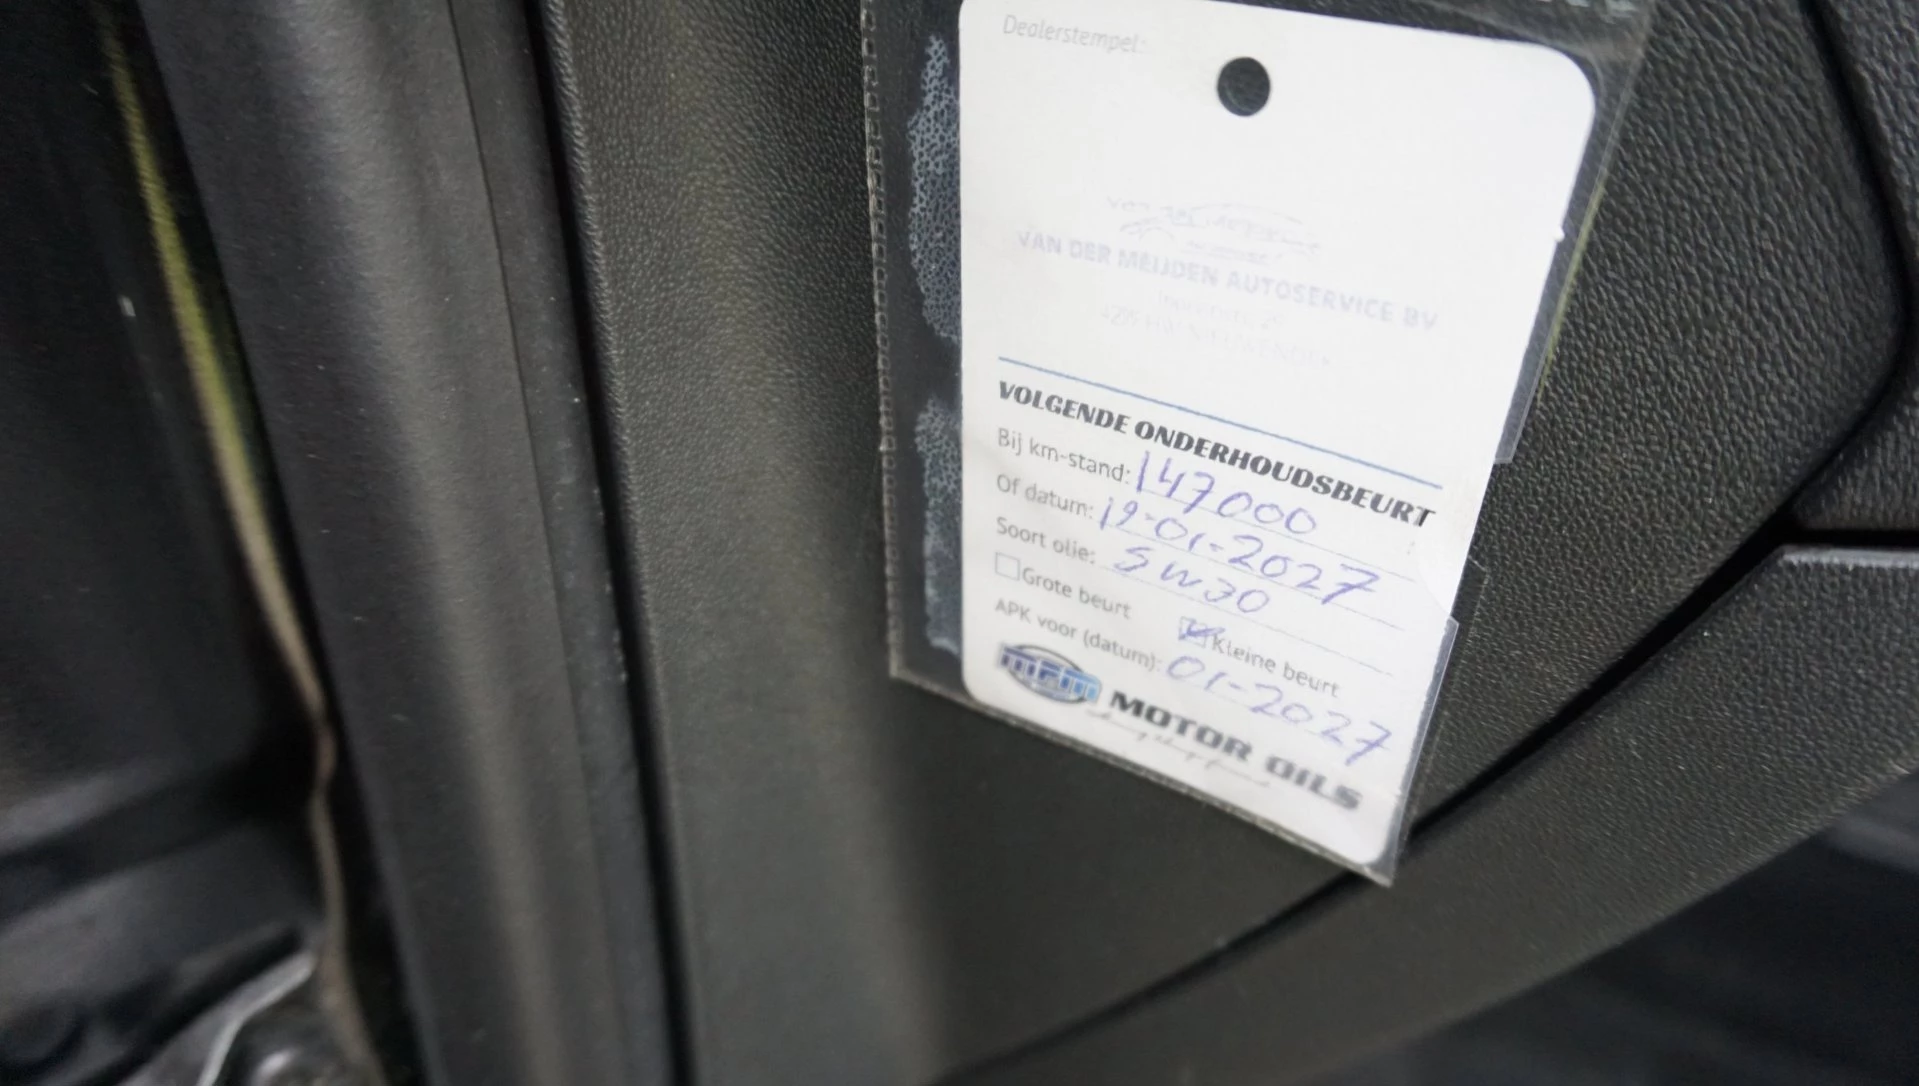 Dealerstempel:
VAN DER MEIJDEN AUTOSERVICE BV
VOLGENDE ONDERHOUDSBEURT
Bij km-stand: 147000
Of datum: 19-01-2027
Soort olie: 5W30
Grote beurt Kleine beurt
APK voor (datum): 01-2027
mpm MOTOR OILS